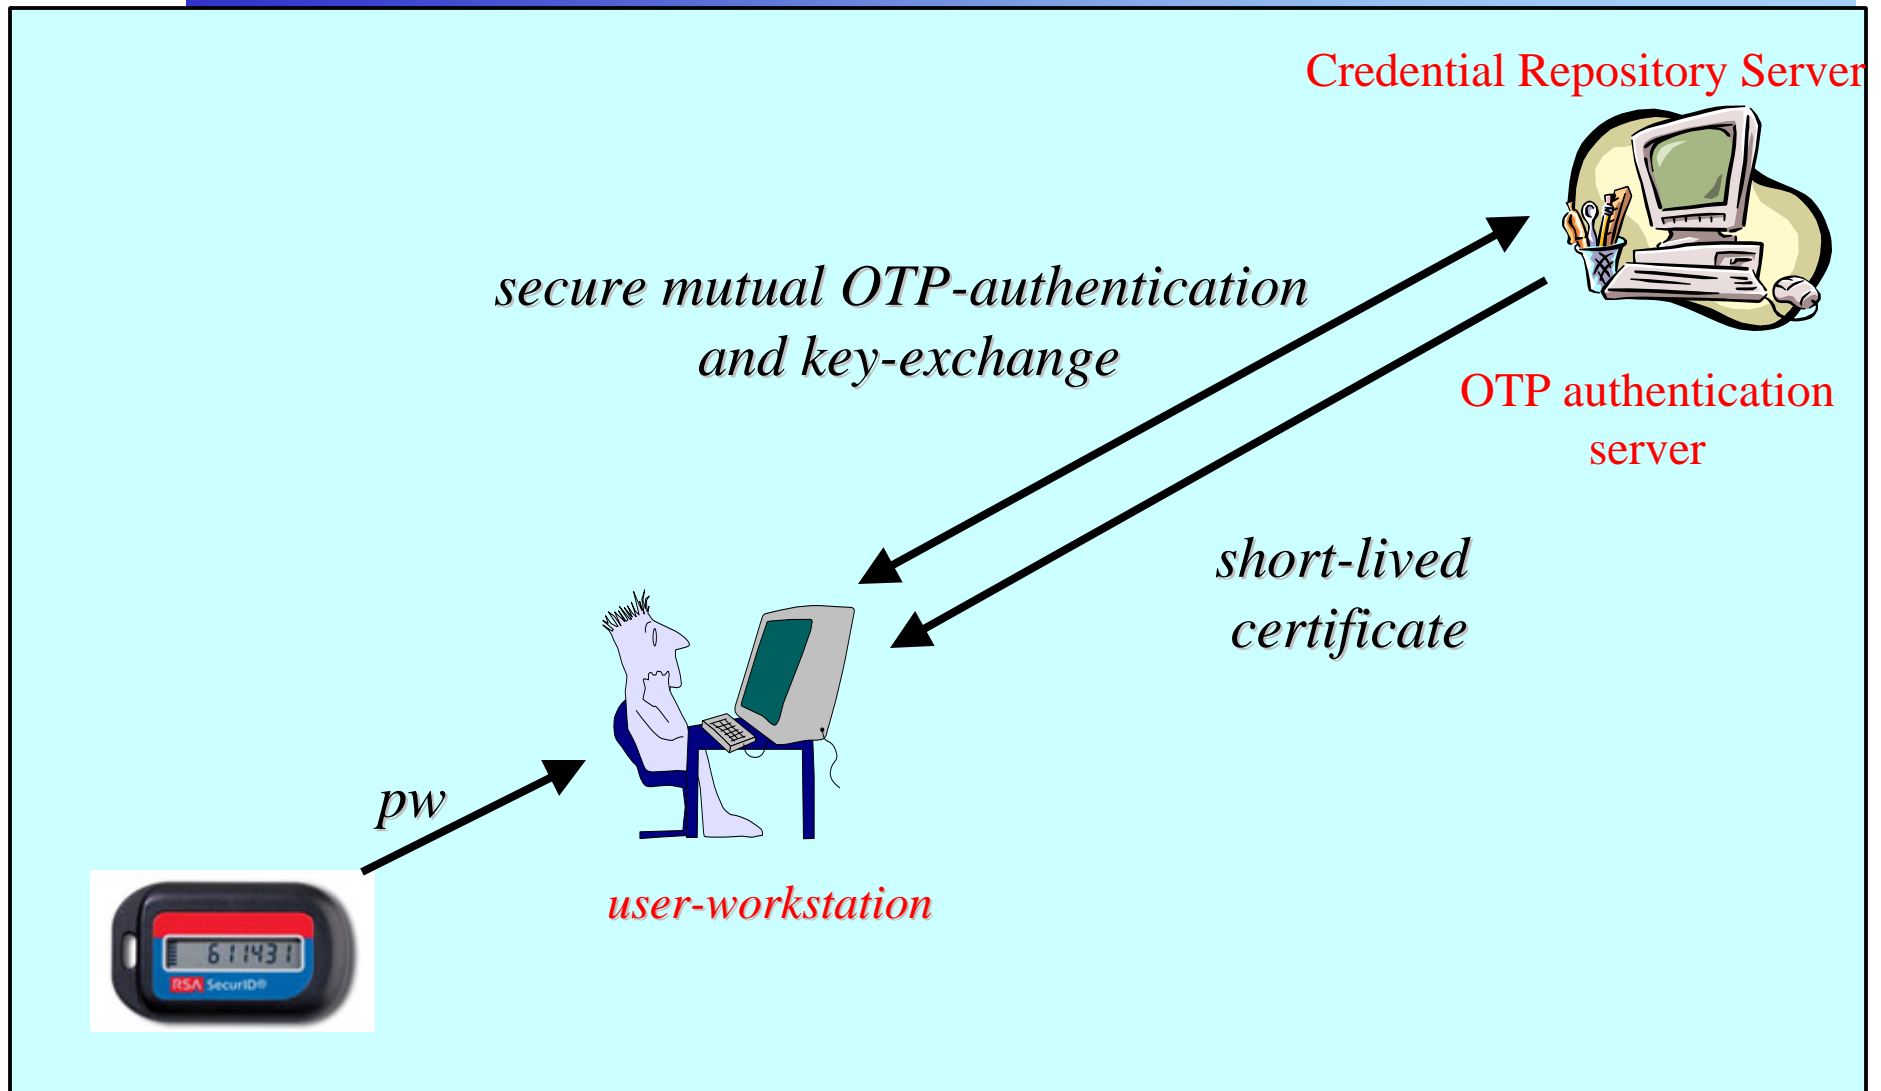 Credential Repository Server
secure mutual OTP-authentication
and key-exchange
OTP authentication
server
short-lived
certificate
pw
user-workstation
611431
RSA SecurID®